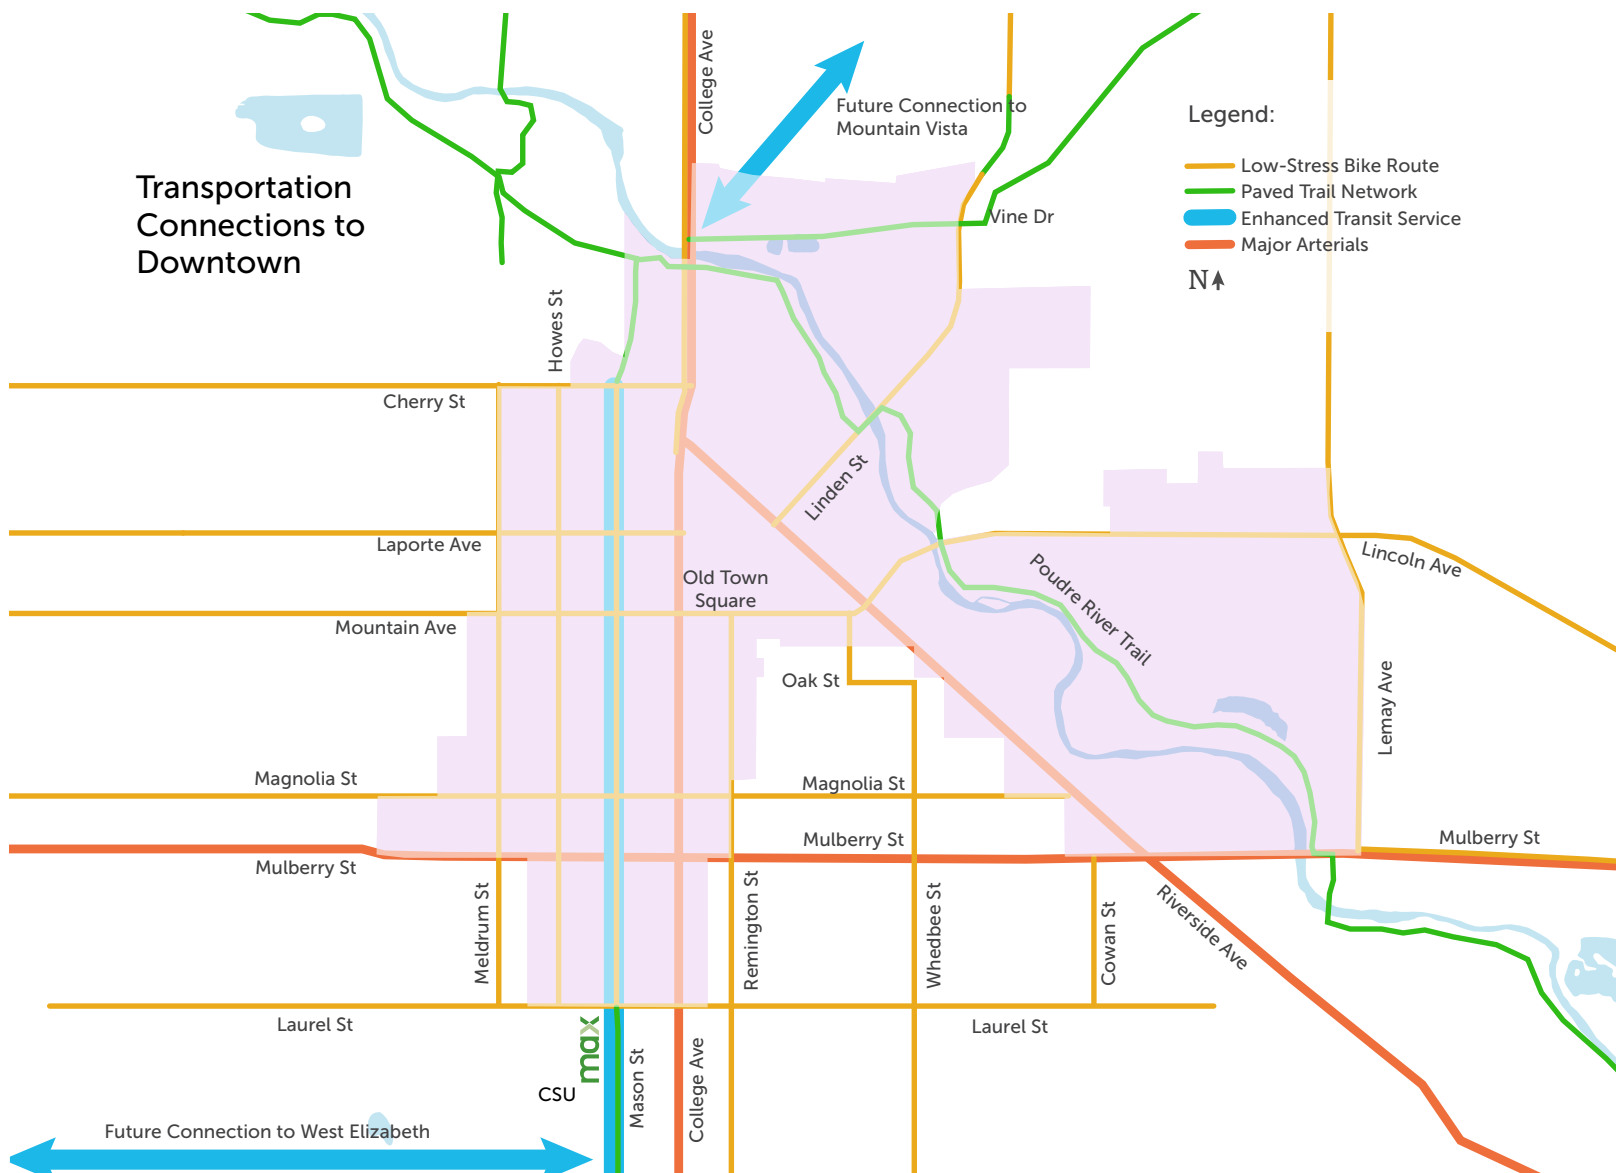 Transportation
Connections to
Downtown
College Ave
Future Connection to
Mountain Vista
Legend:
Low-Stress Bike Route
Paved Trail Network
Enhanced Transit Service
Major Arterials
N
Vine Dr
Howes St
Cherry St
Linden St
Laporte Ave
Lincoln Ave
Old Town
Square
Poudre River Trail
Mountain Ave
Oak St
Lemay Ave
Magnolia St
Magnolia St
Mulberry St
Mulberry St
Mulberry St
Meldrum St
Remington St
Whedbee St
Cowan St
Riverside Ave
Laurel St
Laurel St
max
Mason St
College Ave
CSU
Future Connection to West Elizabeth